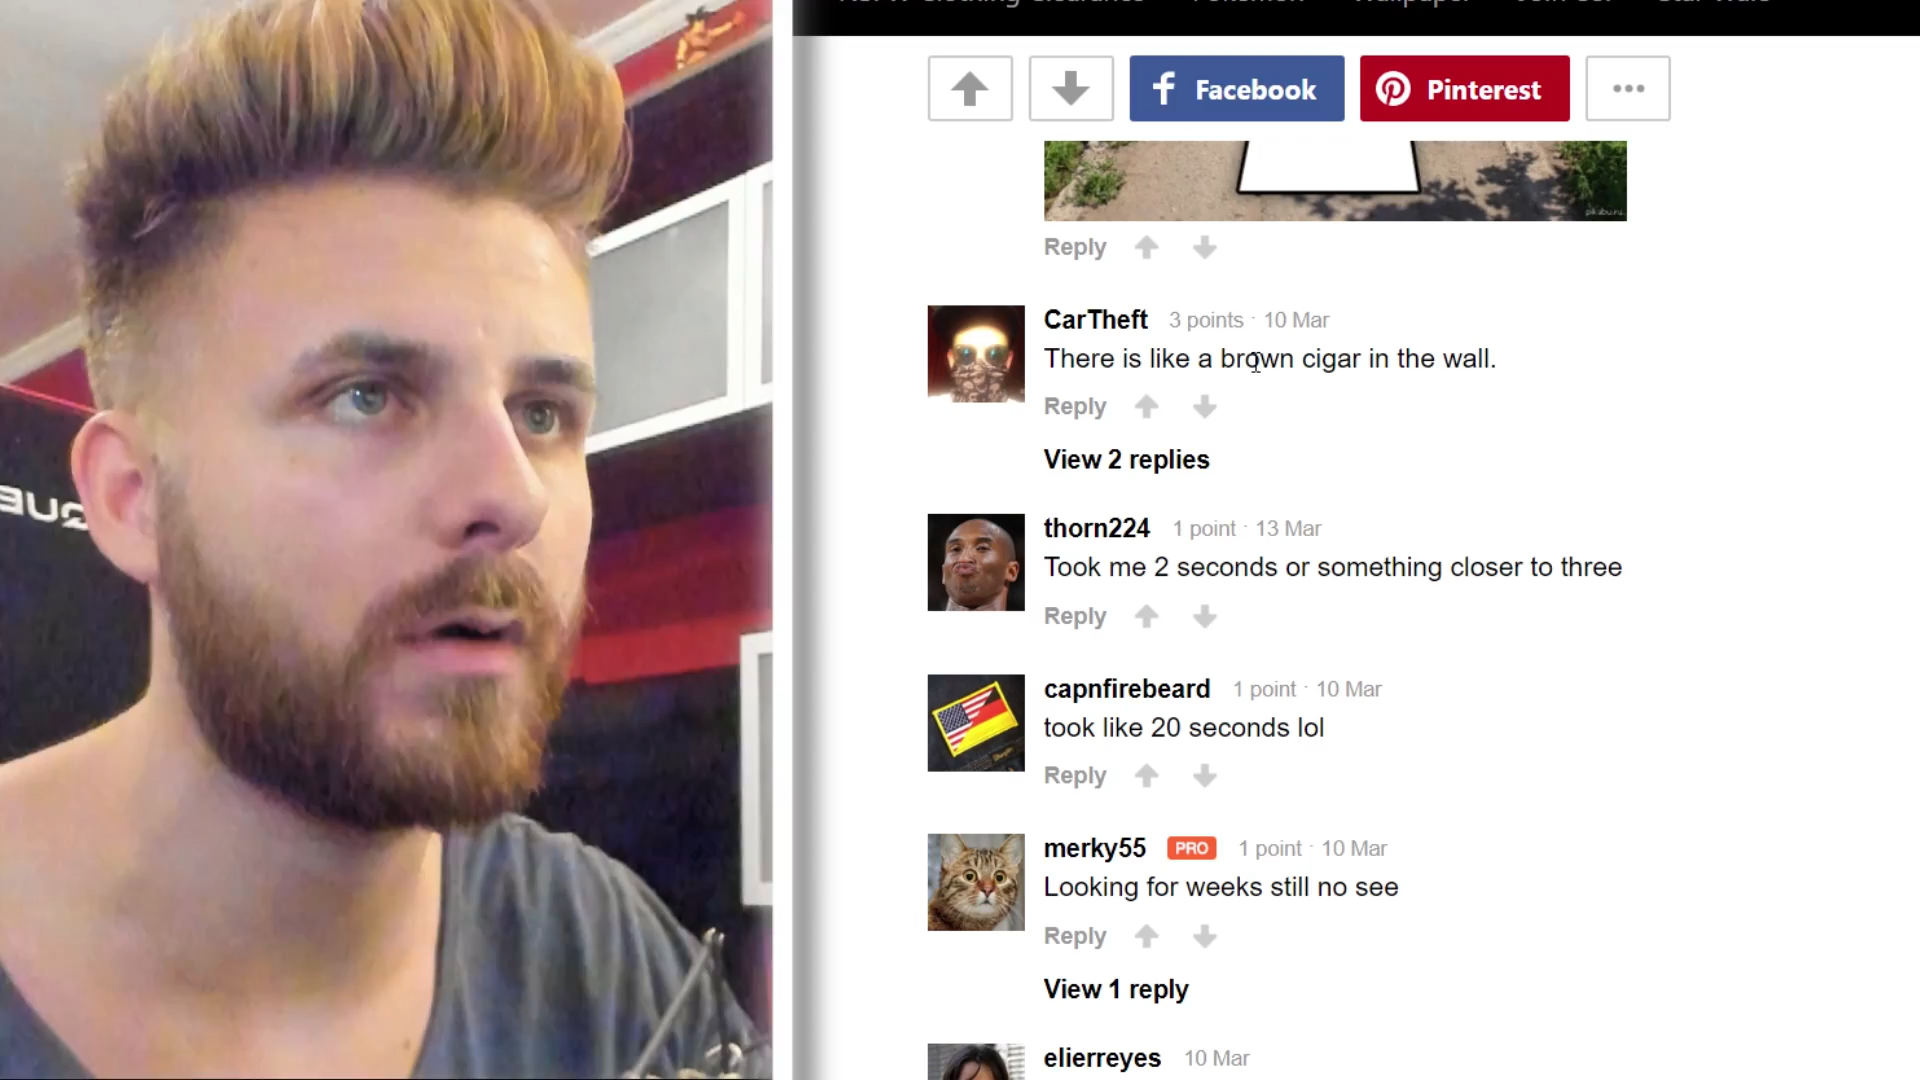 Facebook
Pinterest
Reply
CarTheft 3 points · 10 Mar
There is like a brown cigar in the wall.
Reply
View 2 replies
thorn224 1 point · 13 Mar
Took me 2 seconds or something closer to three
Reply
capnfirebeard 1 point · 10 Mar
took like 20 seconds lol
Reply
merky55 PRO 1 point · 10 Mar
Looking for weeks still no see
Reply
View 1 reply
elierreyes 10 Mar